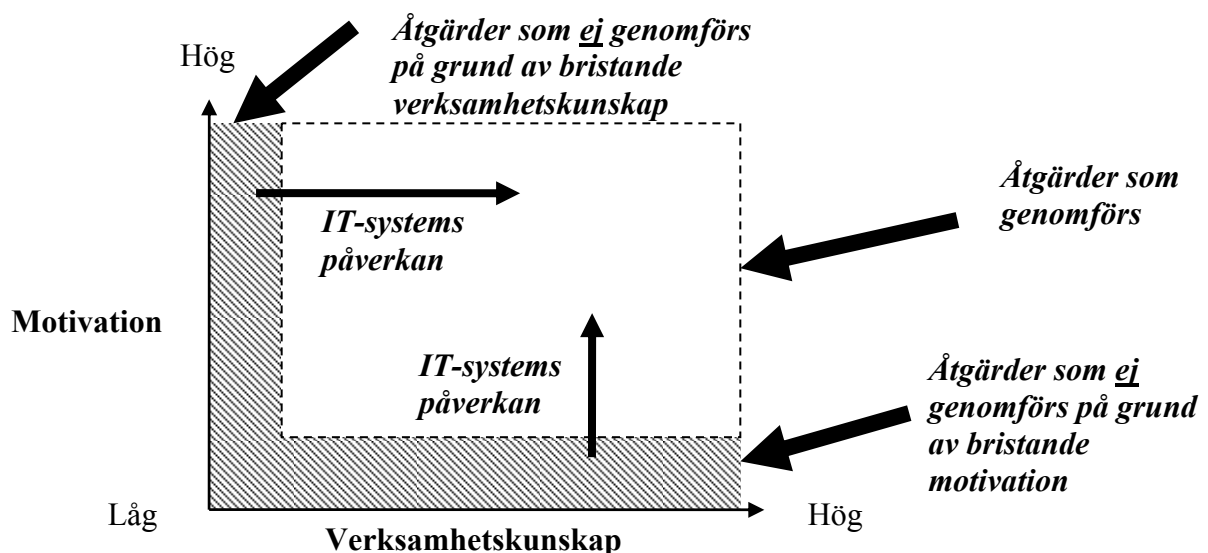 Åtgärder som ej genomförs
på grund av bristande
verksamhetskunskap
Hög
Åtgärder som
genomförs
IT-systems
påverkan
Motivation
IT-systems
påverkan
Åtgärder som ej
genomförs på grund
av bristande
motivation
Låg
Hög
Verksamhetskunskap